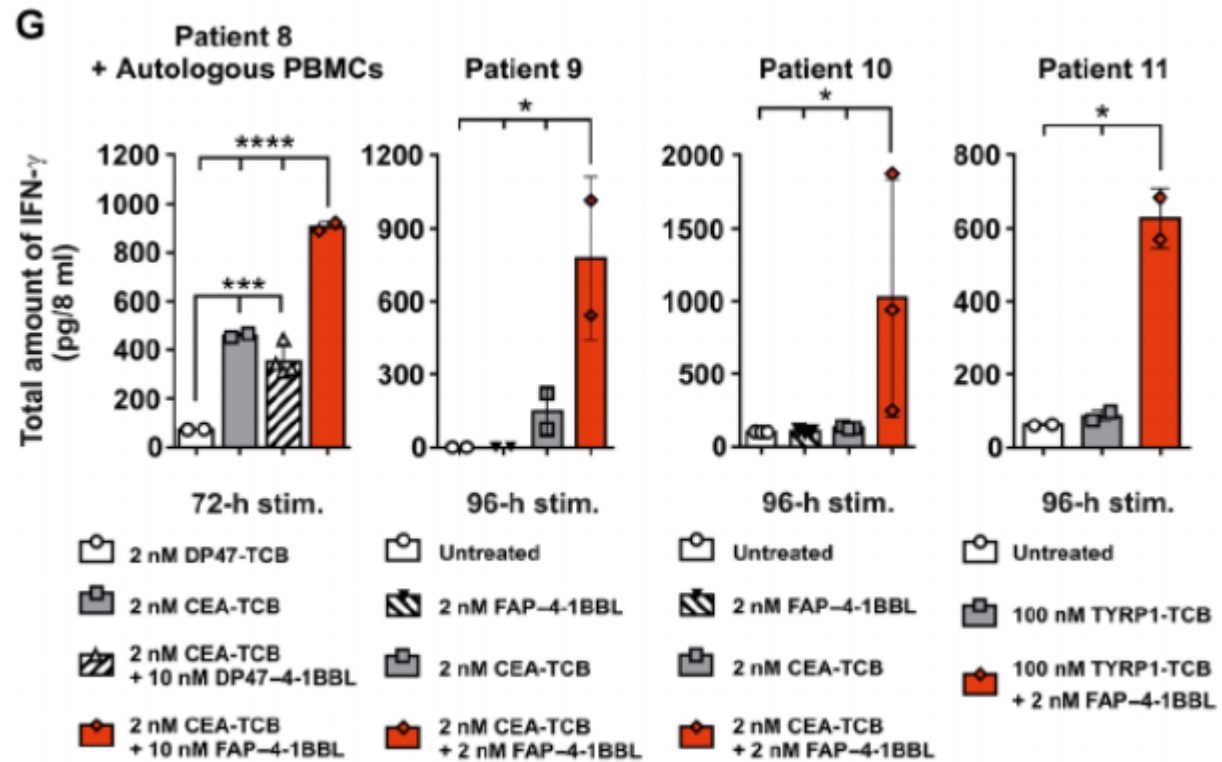 G
Patient 8
+ Autologous PBMCs
Patient 9
Patient 10
Patient 11
Total amount of IFN-γ
(pg/8 ml)
1200
1000
800
600
400
200
0
****
***
72-h stim.
1200
900
600
300
0
*
96-h stim.
2000
1500
1000
500
0
*
96-h stim.
800
600
400
200
0
*
96-h stim.
2 nM DP47-TCB
2 nM CEA-TCB
2 nM CEA-TCB
+ 10 nM DP47–4-1BBL
2 nM CEA-TCB
+ 10 nM FAP–4-1BBL
Untreated
2 nM FAP–4-1BBL
2 nM CEA-TCB
2 nM CEA-TCB
+ 2 nM FAP–4-1BBL
Untreated
2 nM FAP–4-1BBL
2 nM CEA-TCB
2 nM CEA-TCB
+ 2 nM FAP–4-1BBL
Untreated
100 nM TYRP1-TCB
100 nM TYRP1-TCB
+ 2 nM FAP–4-1BBL